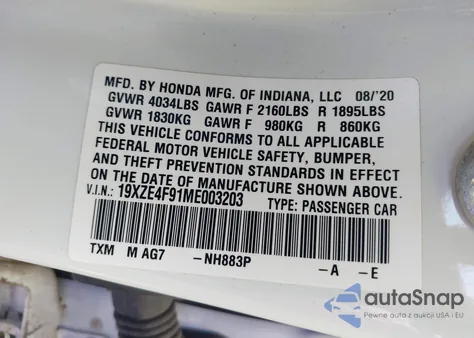 MFD. BY HONDA MFG. OF INDIANA, LLC 08/'20
GVWR 4034LBS GAWR F 2160LBS R 1895LBS
GVWR 1830KG GAWR F 980KG R 860KG
THIS VEHICLE CONFORMS TO ALL APPLICABLE
FEDERAL MOTOR VEHICLE SAFETY, BUMPER,
AND THEFT PREVENTION STANDARDS IN EFFECT
ON THE DATE OF MANUFACTURE SHOWN ABOVE.
V.I.N.: 19XZE4F91ME003203 TYPE: PASSENGER CAR
TXM M AG7 -NH883P -A -E
autoSnap
Pewne auta z aukcji USA i EU